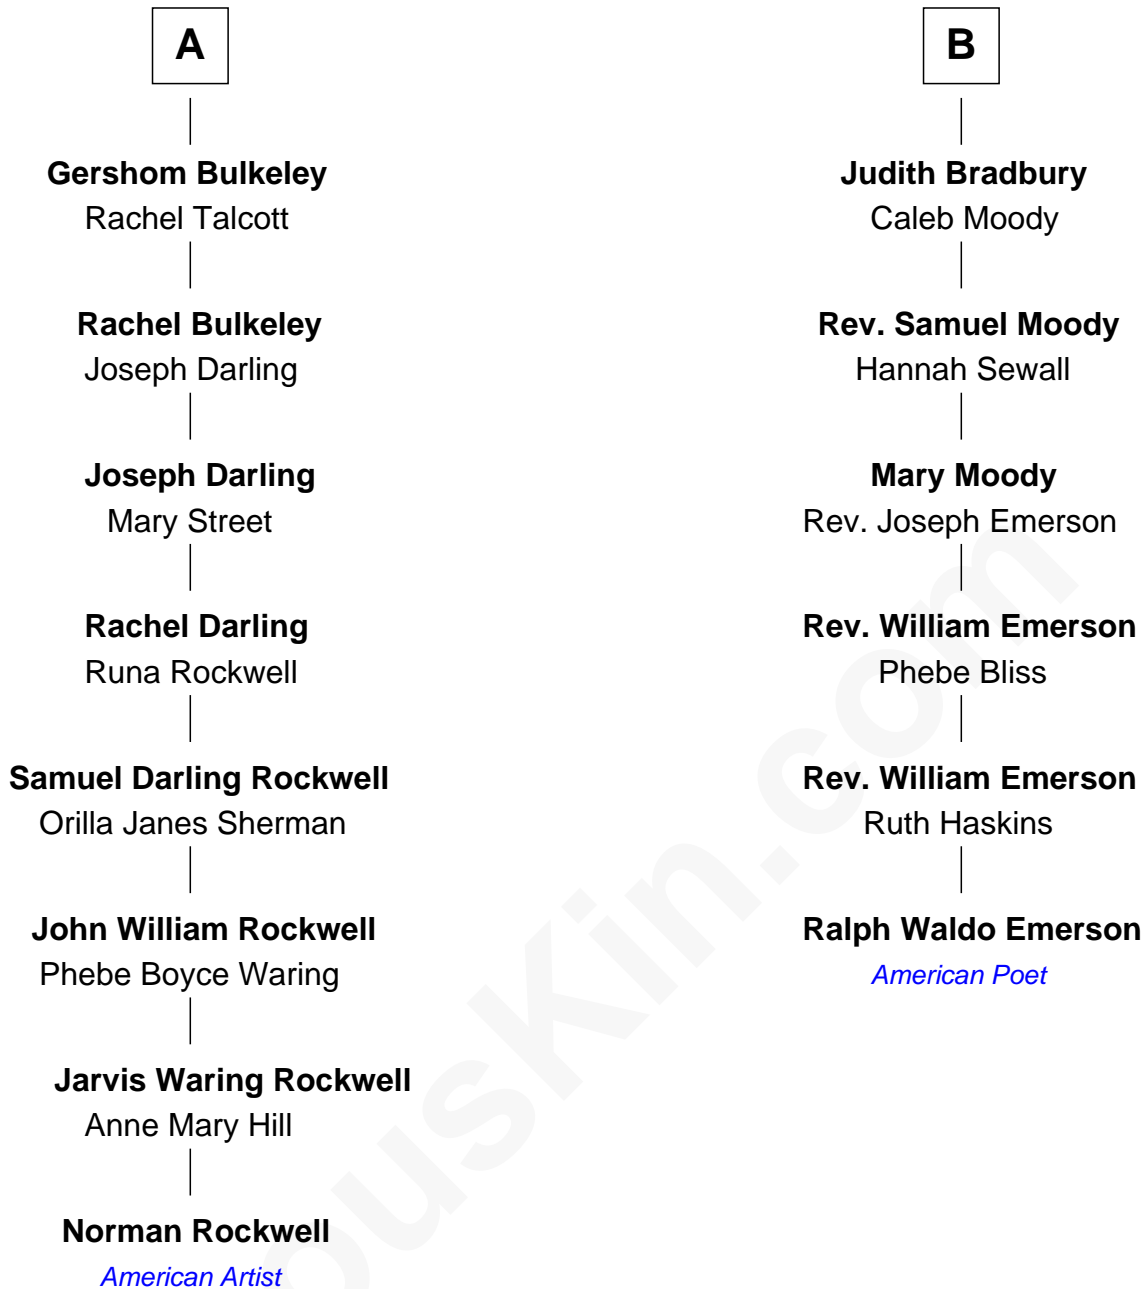 A
Gershom Bulkeley
Rachel Talcott
Rachel Bulkeley
Joseph Darling
Joseph Darling
Mary Street
Rachel Darling
Runa Rockwell
Samuel Darling Rockwell
Orilla Janes Sherman
John William Rockwell
Phebe Boyce Waring
Jarvis Waring Rockwell
Anne Mary Hill
Norman Rockwell
American Artist
B
Judith Bradbury
Caleb Moody
Rev. Samuel Moody
Hannah Sewall
Mary Moody
Rev. Joseph Emerson
Rev. William Emerson
Phebe Bliss
Rev. William Emerson
Ruth Haskins
Ralph Waldo Emerson
American Poet
ousKin.com